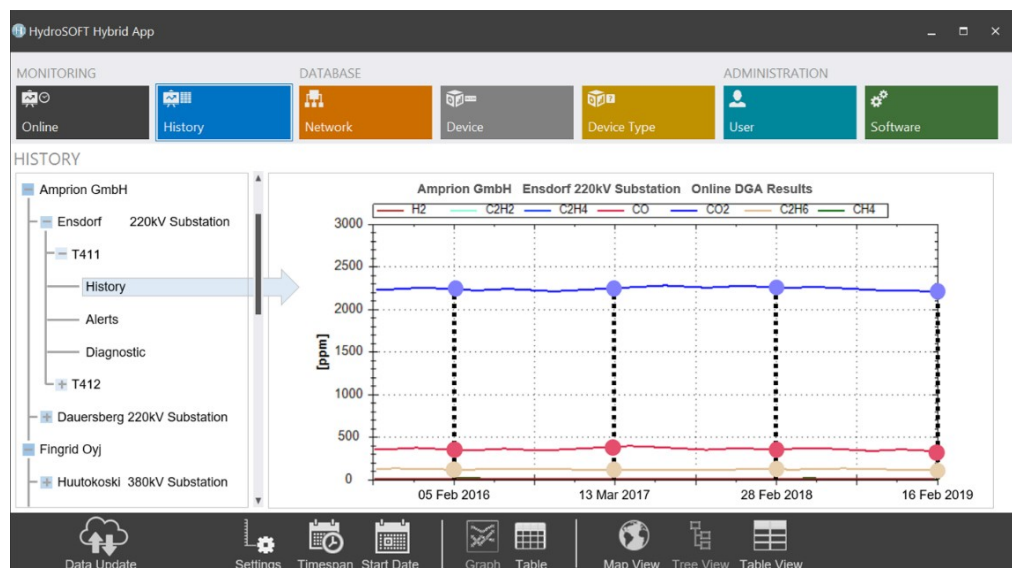 HydroSOFT Hybrid App
MONITORING DATABASE ADMINISTRATION
Online History Network Device Device Type User Software
HISTORY
Amprion GmbH
Ensdorf 220kV Substation
T411
History
Alerts
Diagnostic
T412
Dauersberg 220kV Substation
Fingrid Oyj
Huutokoski 380kV Substation
Amprion GmbH Ensdorf 220kV Substation Online DGA Results
H2 C2H2 C2H4 CO CO2 C2H6 CH4
3000
2500
2000
1500
1000
500
0
[ppm]
05 Feb 2016 13 Mar 2017 28 Feb 2018 16 Feb 2019
Data Update Settings Timespan Start Date Graph Table Map View Tree View Table View